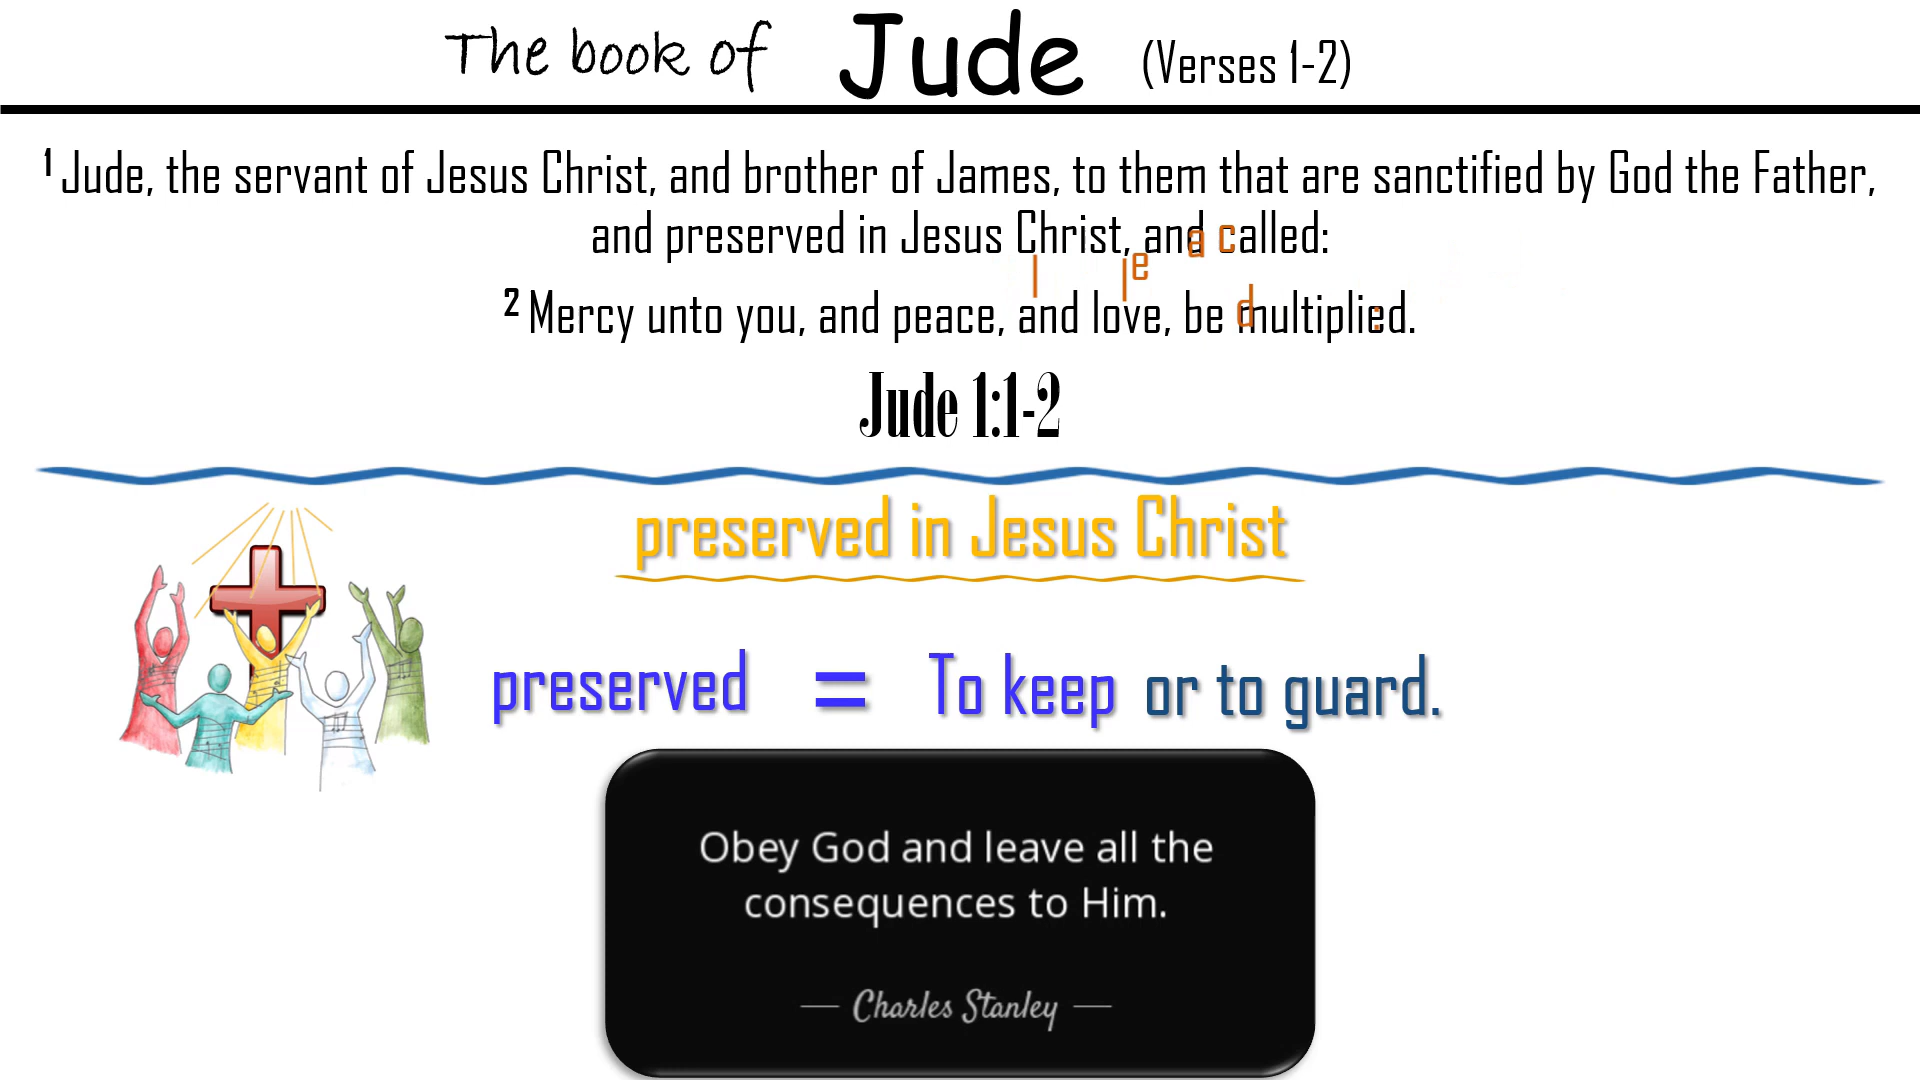 The book of Jude (Verses 1-2)
1 Jude, the servant of Jesus Christ, and brother of James, to them that are sanctified by God the Father,
and preserved in Jesus Christ, and called:
a c
l l e
d :
2 Mercy unto you, and peace, and love, be multiplied.
Jude 1:1-2
preserved in Jesus Christ
preserved = To keep or to guard.
Obey God and leave all the
consequences to Him.
— Charles Stanley —